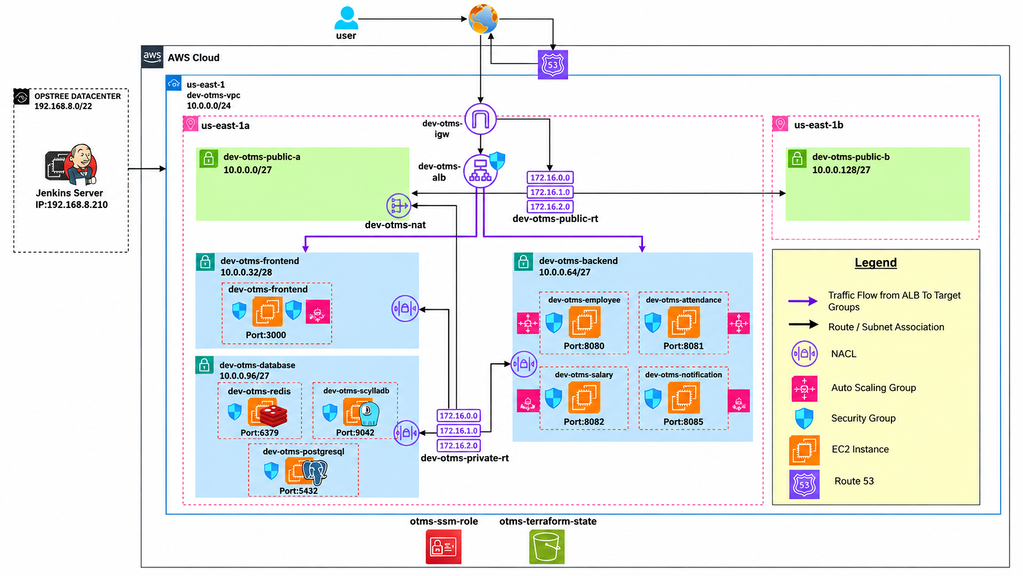 user
53
aws
AWS Cloud
us-east-1
dev-otms-vpc
10.0.0.0/24
OPSTREE DATACENTER
192.168.8.0/22
Jenkins Server
IP:192.168.8.210
us-east-1a
dev-otms-igw
dev-otms-alb
us-east-1b
dev-otms-public-a
10.0.0.0/27
dev-otms-nat
172.16.0.0
172.16.1.0
172.16.2.0
dev-otms-public-rt
dev-otms-public-b
10.0.0.128/27
dev-otms-frontend
10.0.0.32/28
dev-otms-frontend
Port:3000
dev-otms-backend
10.0.0.64/27
dev-otms-employee
Port:8080
dev-otms-attendance
Port:8081
dev-otms-salary
Port:8082
dev-otms-notification
Port:8085
dev-otms-database
10.0.0.96/27
dev-otms-redis
Port:6379
dev-otms-scylladb
Port:9042
dev-otms-postgresql
Port:5432
172.16.0.0
172.16.1.0
172.16.2.0
dev-otms-private-rt
Legend
Traffic Flow from ALB To Target
Groups
Route / Subnet Association
NACL
Auto Scaling Group
Security Group
EC2 Instance
53
Route 53
otms-ssm-role
otms-terraform-state